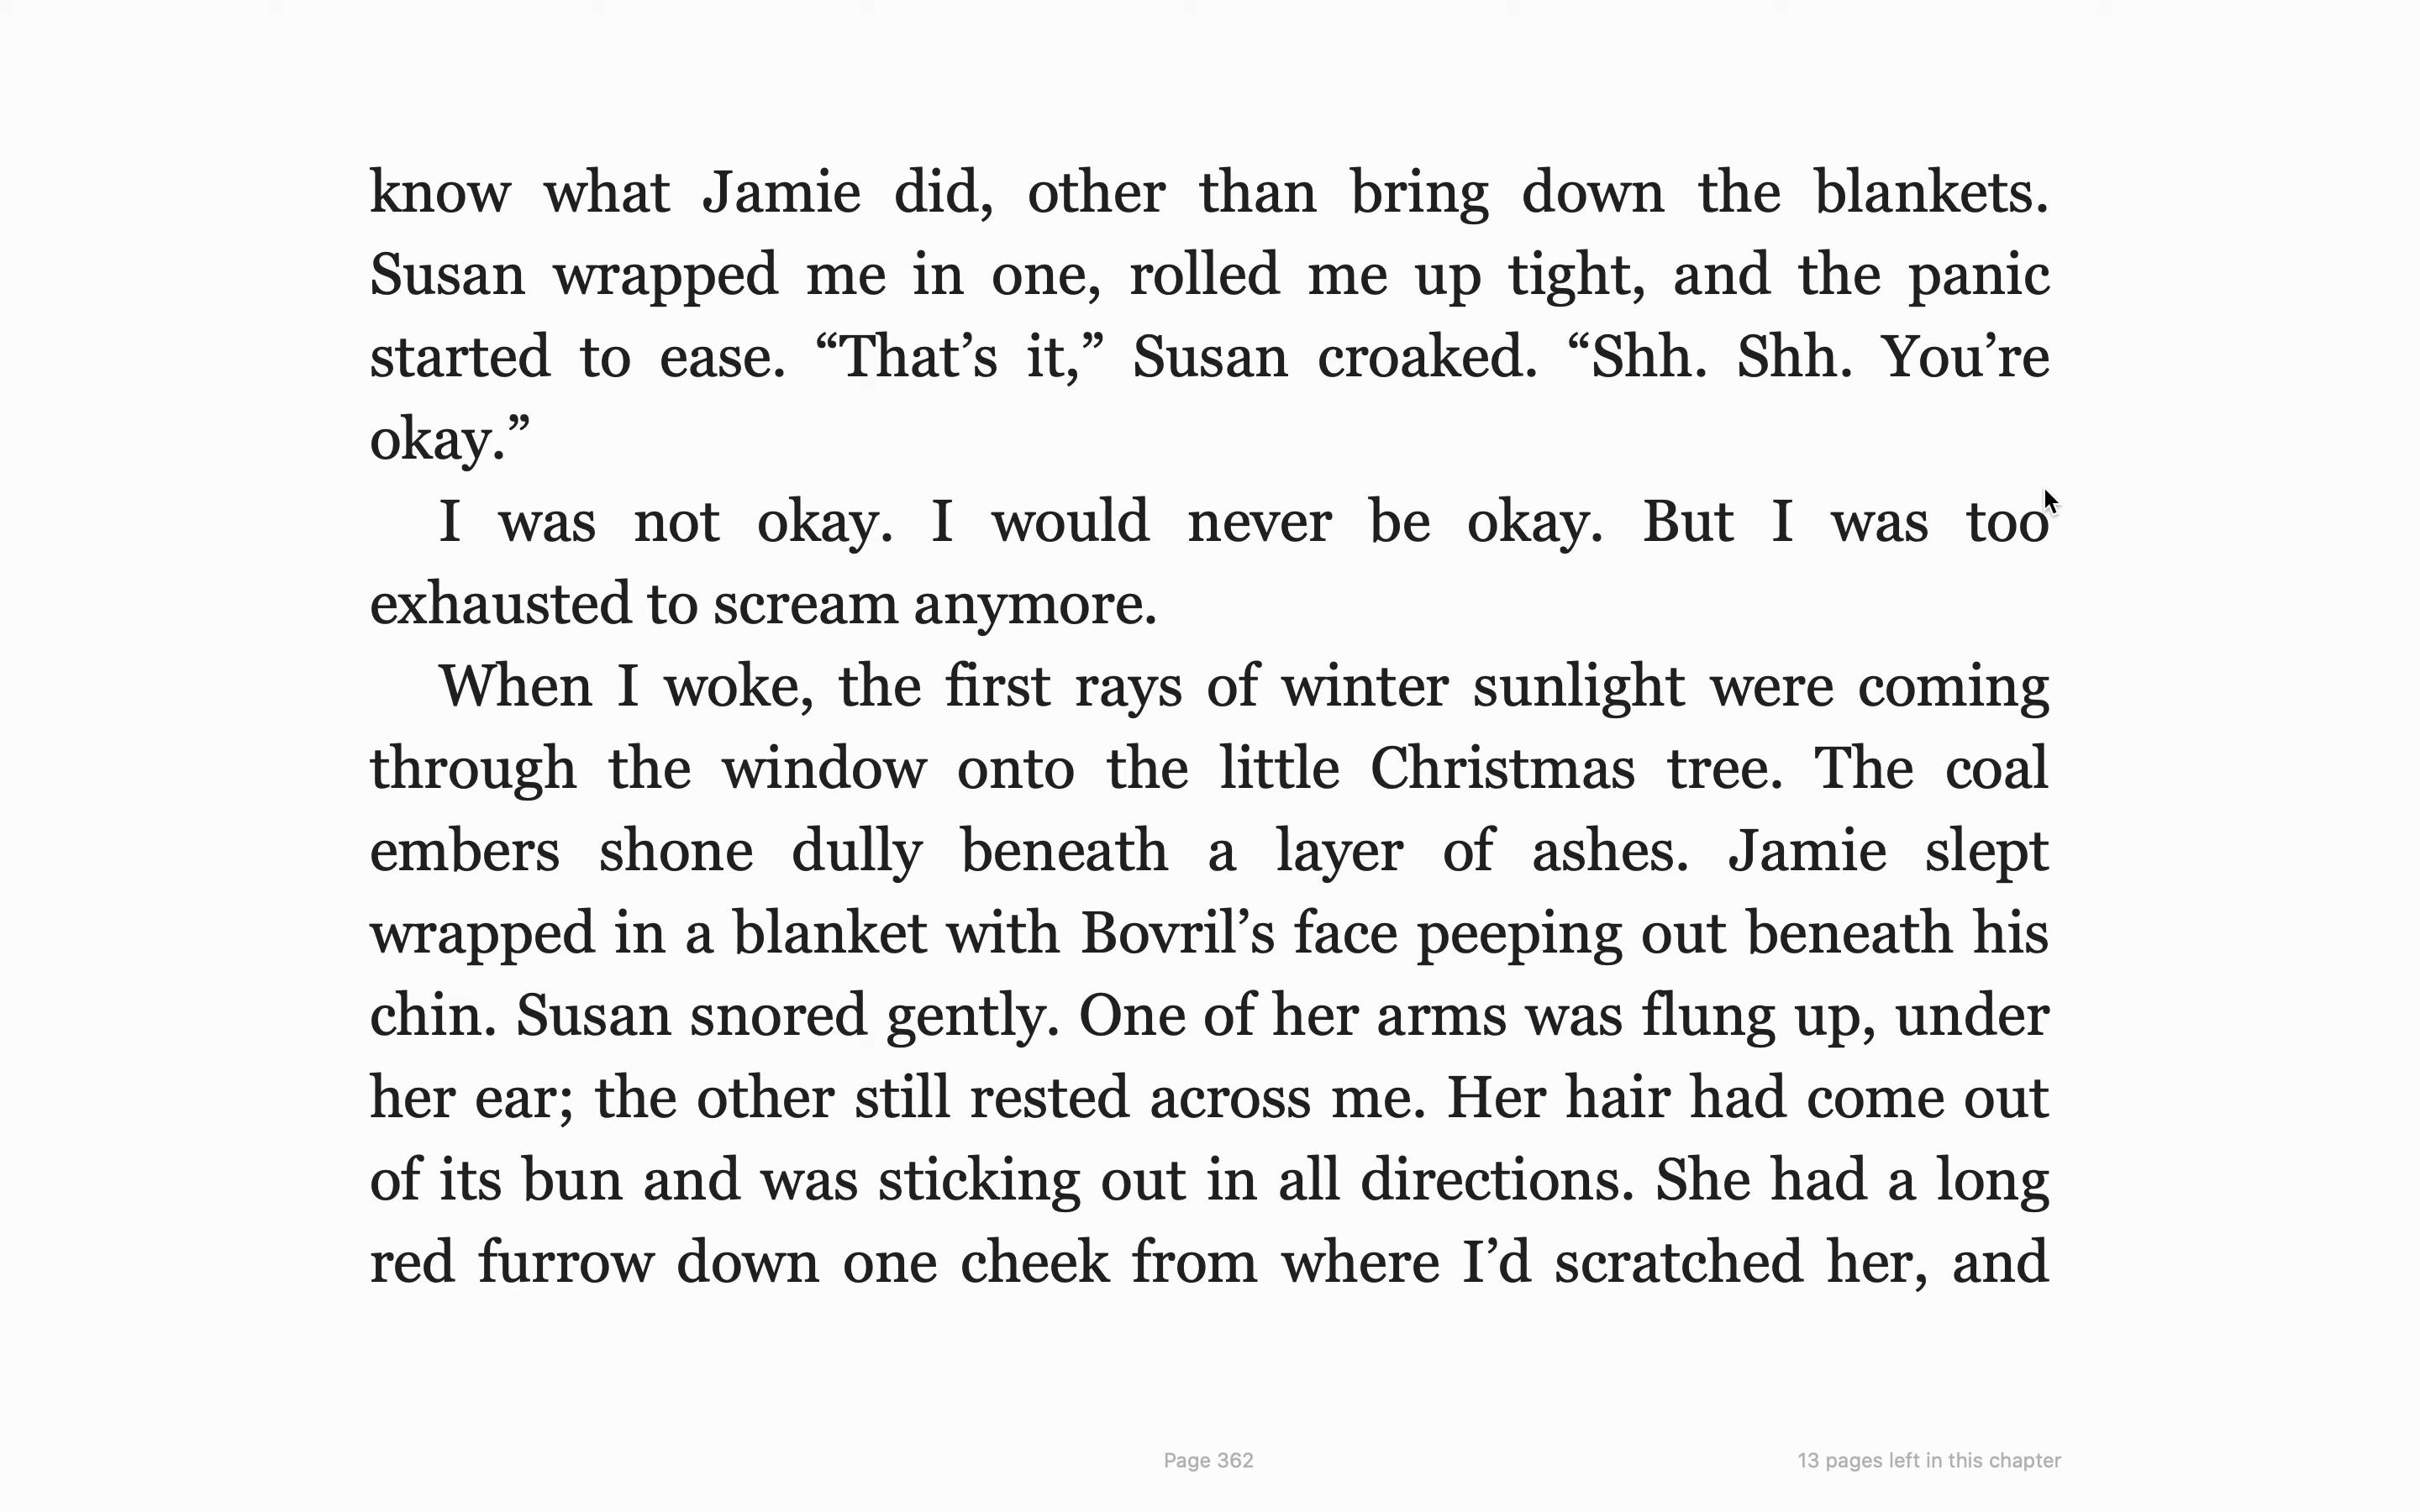 know what Jamie did, other than bring down the blankets.
Susan wrapped me in one, rolled me up tight, and the panic
started to ease. “That’s it,” Susan croaked. “Shh. Shh. You’re
okay.”
I was not okay. I would never be okay. But I was too
exhausted to scream anymore.
When I woke, the first rays of winter sunlight were coming
through the window onto the little Christmas tree. The coal
embers shone dully beneath a layer of ashes. Jamie slept
wrapped in a blanket with Bovril’s face peeping out beneath his
chin. Susan snored gently. One of her arms was flung up, under
her ear; the other still rested across me. Her hair had come out
of its bun and was sticking out in all directions. She had a long
red furrow down one cheek from where I’d scratched her, and
Page 362
13 pages left in this chapter